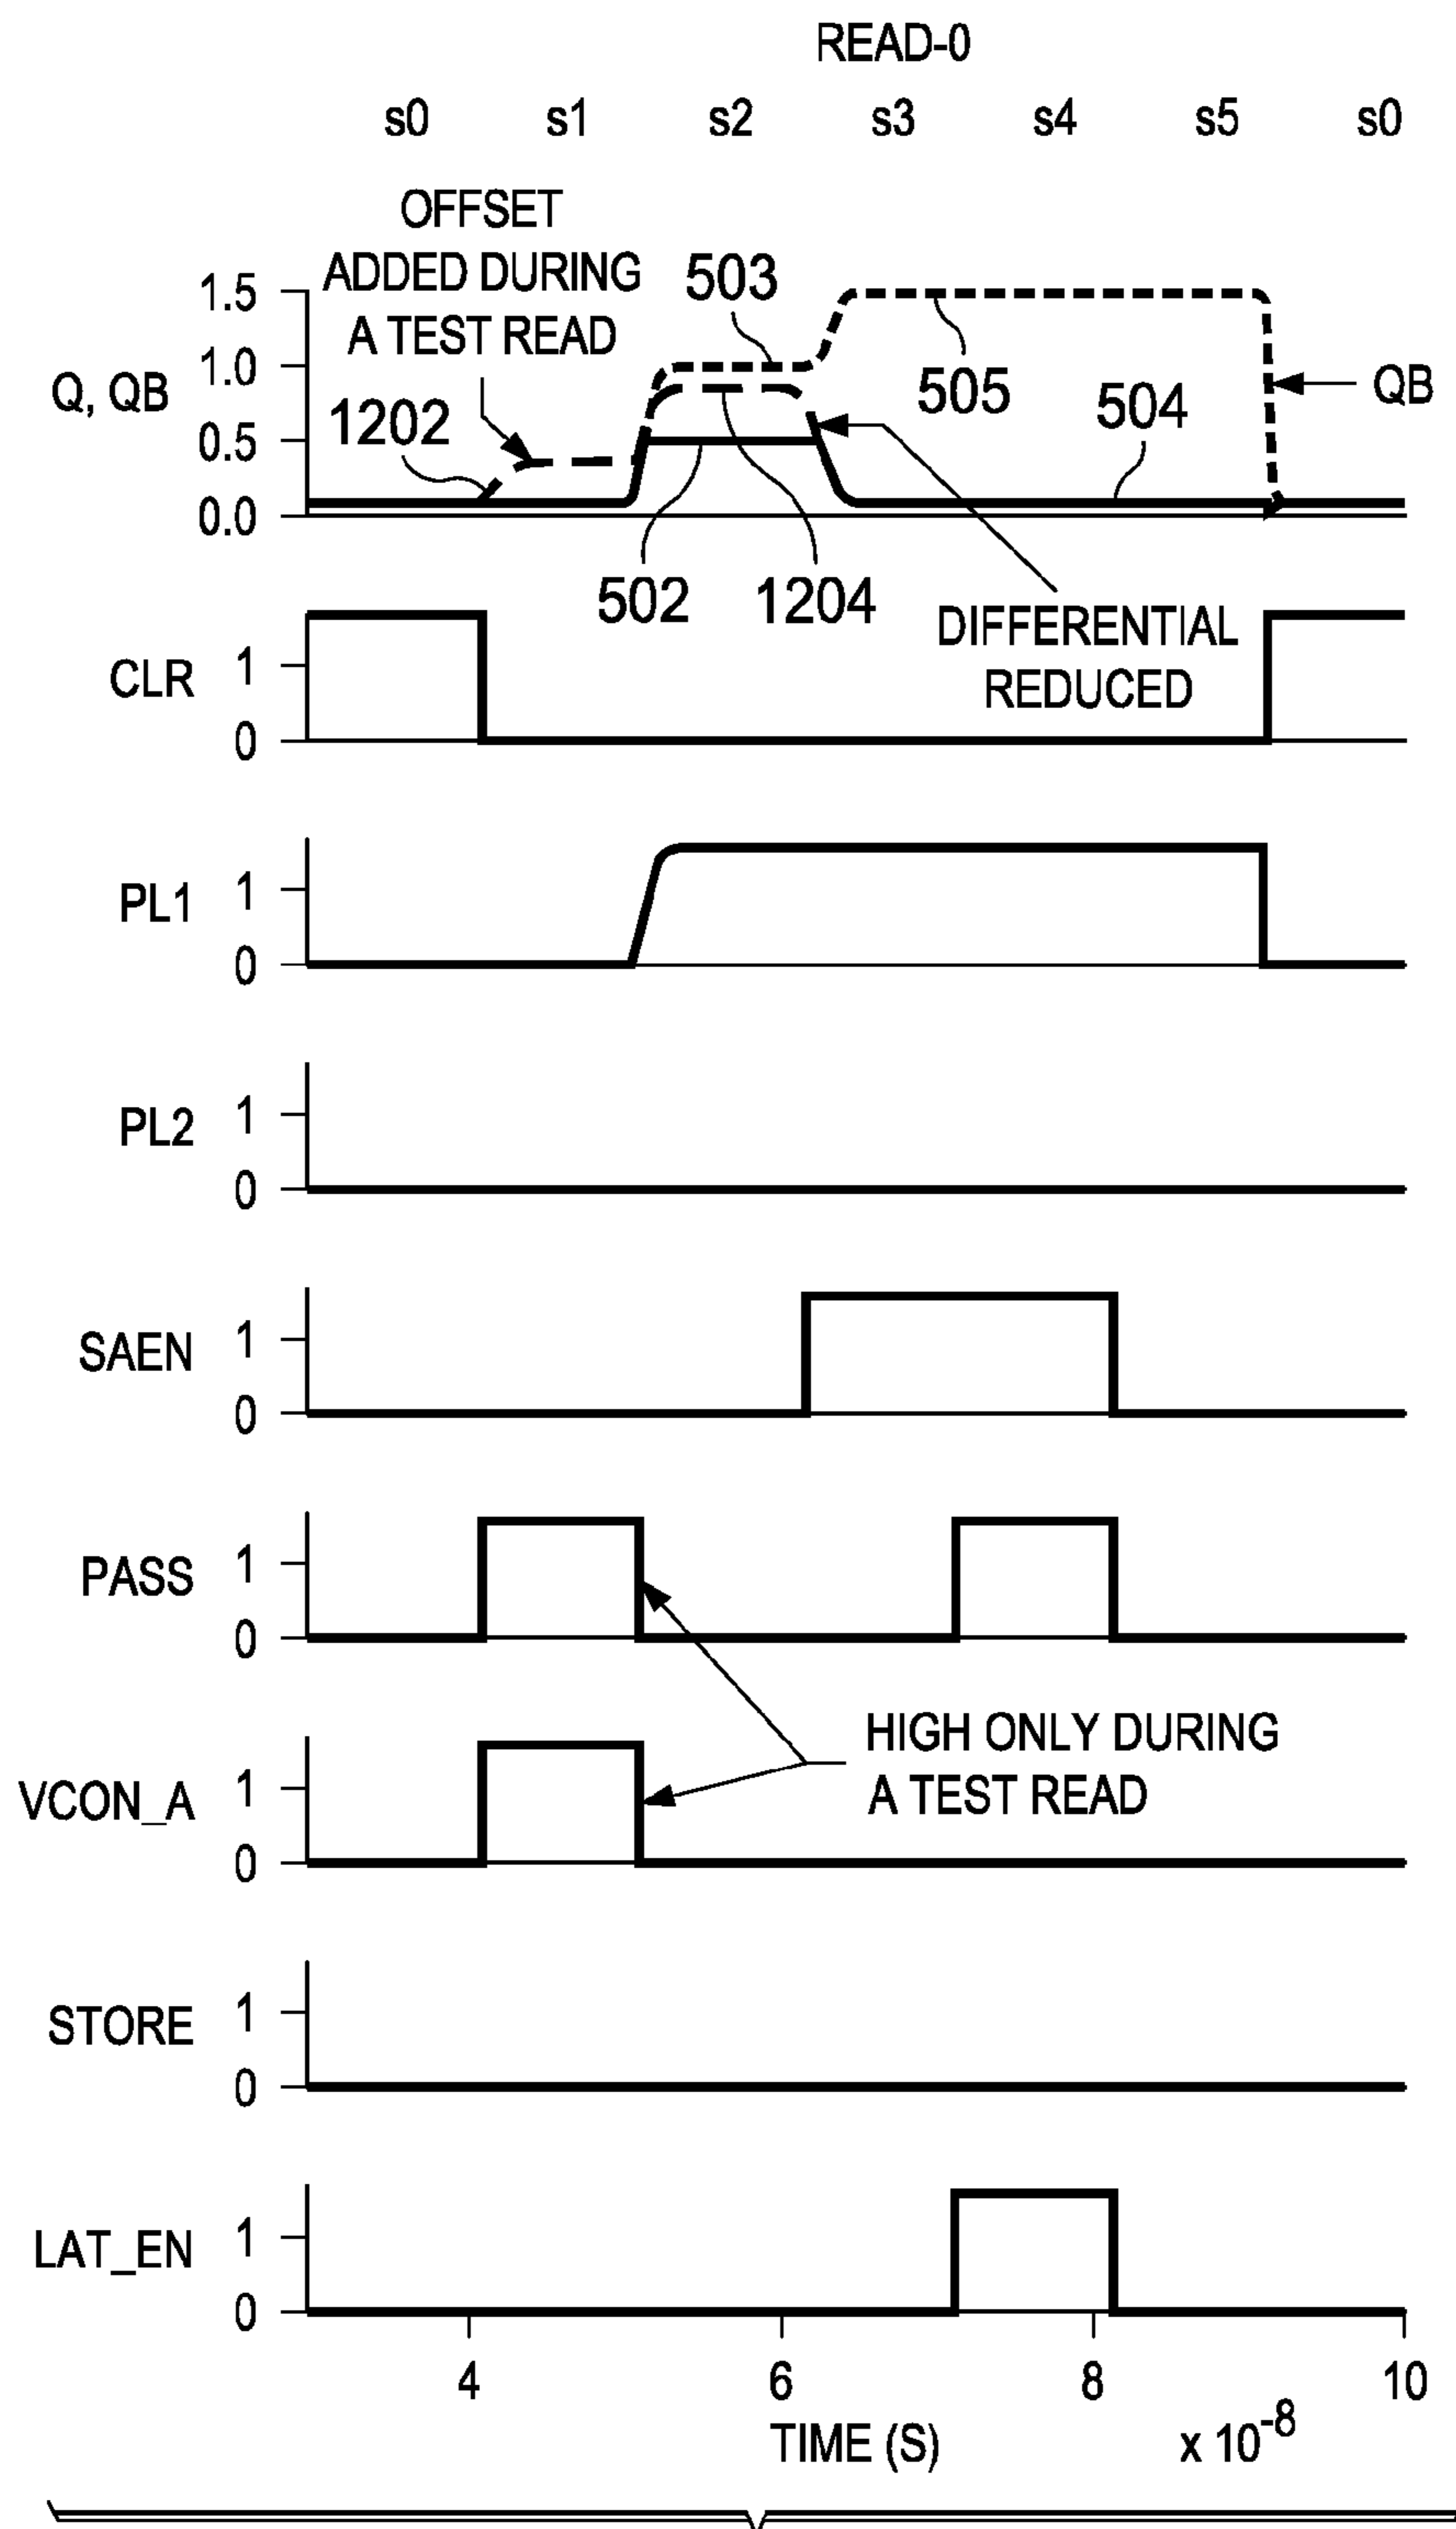 READ-0
s0 s1 s2 s3 s4 s5 s0
OFFSET
ADDED DURING
A TEST READ
503
1.5
1.0
0.5
0.0
Q, QB
1202
505
504
QB
502
1204
DIFFERENTIAL
REDUCED
CLR
1
0
PL1
1
0
PL2
1
0
SAEN
1
0
PASS
1
0
HIGH ONLY DURING
A TEST READ
VCON_A
1
0
STORE
1
0
LAT_EN
1
0
4 6 8 10
TIME (S) x 10-8